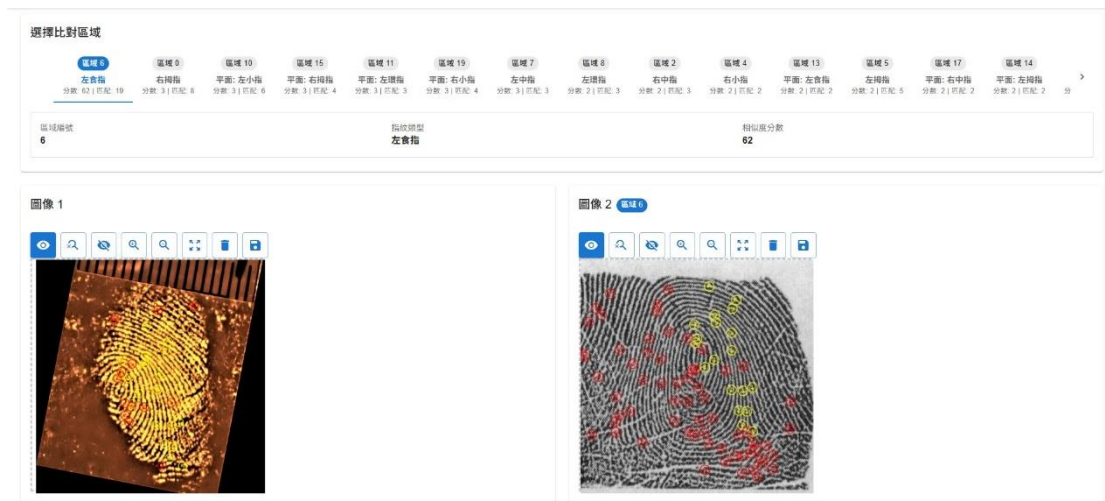 選擇比對區域
區域 6 區域 0 區域 10 區域 15 區域 11 區域 19 區域 7 區域 8 區域 2 區域 4 區域 13 區域 5 區域 17 區域 14
左食指 右拇指 平面: 左小指 平面: 右拇指 平面: 左環指 平面: 右小指 左中指 左環指 右中指 右小指 平面: 左食指 左拇指 平面: 右中指 平面: 左拇指
分數: 62 | 匹配: 19 分數: 3 | 匹配: 8 分數: 3 | 匹配: 6 分數: 3 | 匹配: 4 分數: 3 | 匹配: 3 分數: 3 | 匹配: 4 分數: 3 | 匹配: 3 分數: 2 | 匹配: 3 分數: 2 | 匹配: 3 分數: 2 | 匹配: 2 分數: 2 | 匹配: 2 分數: 2 | 匹配: 5 分數: 2 | 匹配: 2 分數: 2 | 匹配: 2 分
區域編號 指紋類型 相似度分數
6 左食指 62
圖像 1 圖像 2 區域 6